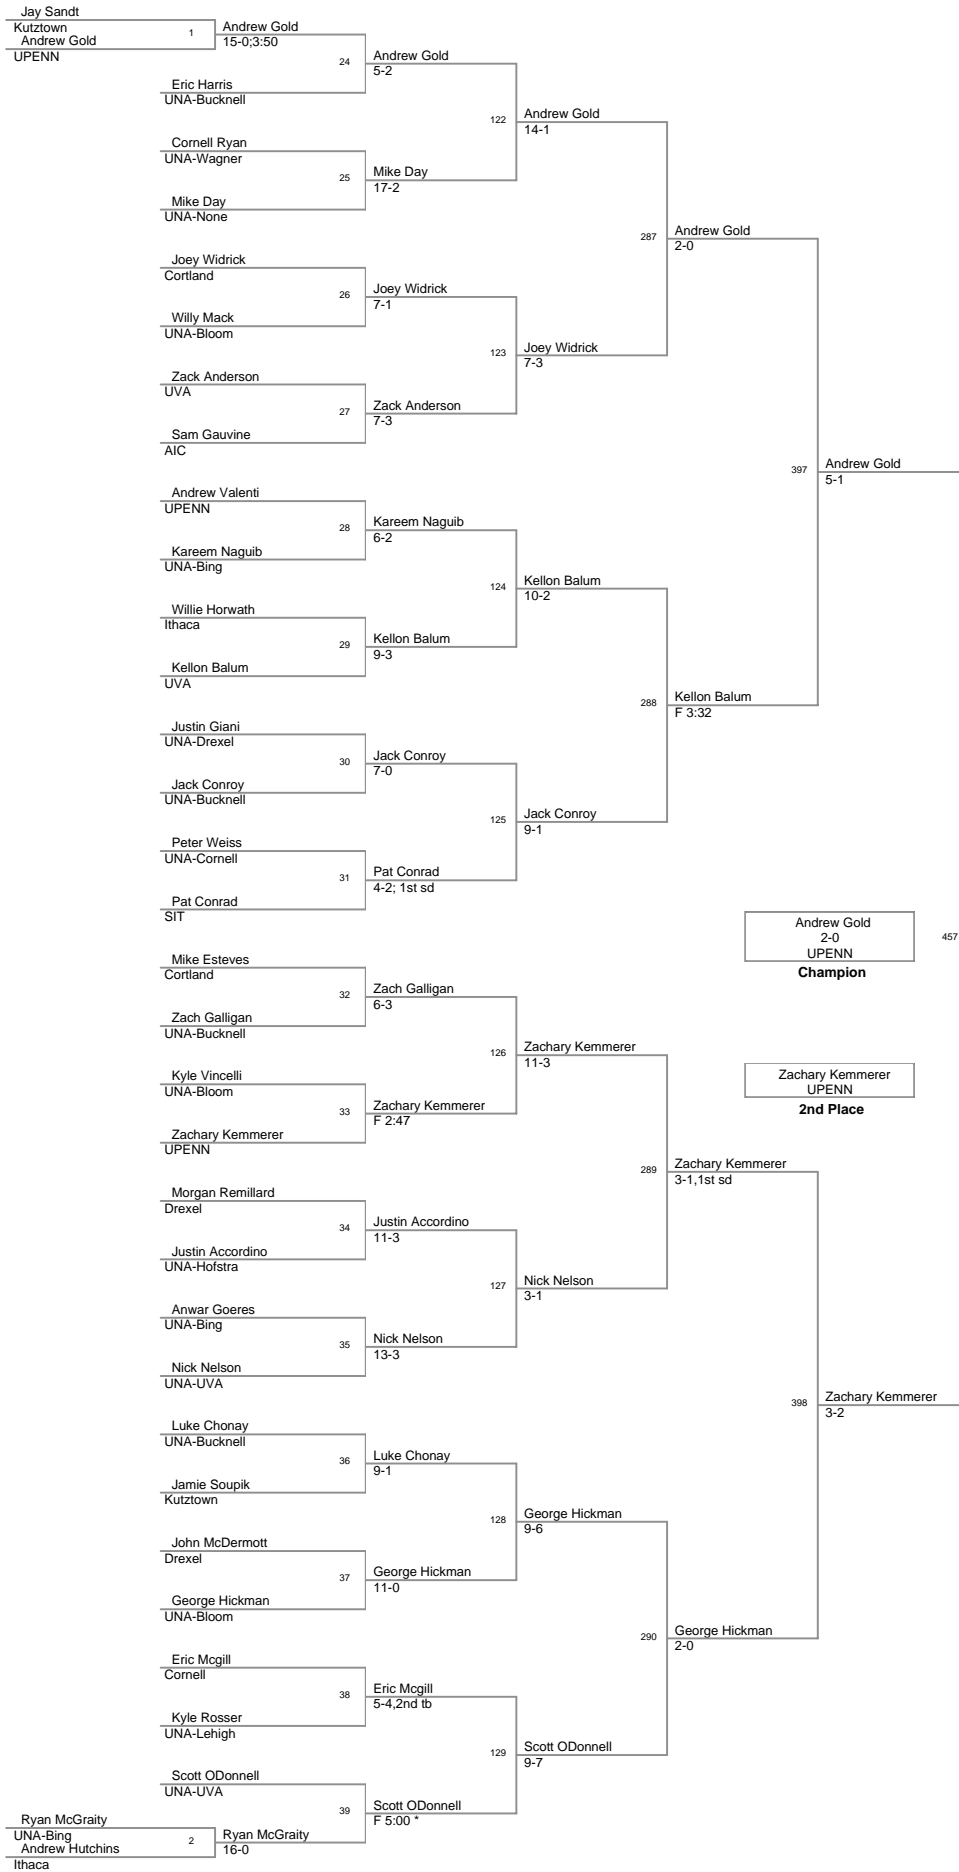 Jay Sandt
Kutztown
Andrew Gold
UPENN
1
Andrew Gold
15-0;3:50
Eric Harris
UNA-Bucknell
24
Andrew Gold
5-2
Cornell Ryan
UNA-Wagner
Mike Day
UNA-None
25
Mike Day
17-2
122
Andrew Gold
14-1
Joey Widrick
Cortland
Willy Mack
UNA-Bloom
26
Joey Widrick
7-1
Zack Anderson
UVA
Sam Gauvine
AIC
27
Zack Anderson
7-3
123
Joey Widrick
7-3
287
Andrew Gold
2-0
Andrew Valenti
UPENN
Kareem Naguib
UNA-Bing
28
Kareem Naguib
6-2
Willie Horwath
Ithaca
Kellon Balum
UVA
29
Kellon Balum
9-3
124
Kellon Balum
10-2
Justin Giani
UNA-Drexel
Jack Conroy
UNA-Bucknell
30
Jack Conroy
7-0
Peter Weiss
UNA-Cornell
Pat Conrad
SIT
31
Pat Conrad
4-2; 1st sd
125
Jack Conroy
9-1
288
Kellon Balum
F 3:32
397
Andrew Gold
5-1
Andrew Gold
2-0
UPENN
Champion
457
Zachary Kemmerer
UPENN
2nd Place
Mike Esteves
Cortland
Zach Galligan
UNA-Bucknell
32
Zach Galligan
6-3
Kyle Vincelli
UNA-Bloom
Zachary Kemmerer
UPENN
33
Zachary Kemmerer
F 2:47
126
Zachary Kemmerer
11-3
Morgan Remillard
Drexel
Justin Accordino
UNA-Hofstra
34
Justin Accordino
11-3
Anwar Goeres
UNA-Bing
Nick Nelson
UNA-UVA
35
Nick Nelson
13-3
127
Nick Nelson
3-1
289
Zachary Kemmerer
3-1,1st sd
Luke Chonay
UNA-Bucknell
Jamie Soupik
Kutztown
36
Luke Chonay
9-1
John McDermott
Drexel
George Hickman
UNA-Bloom
37
George Hickman
11-0
128
George Hickman
9-6
Eric Mcgill
Cornell
Kyle Rosser
UNA-Lehigh
38
Eric Mcgill
5-4,2nd tb
Scott ODonnell
UNA-UVA
Ryan McGraity
UNA-Bing
Andrew Hutchins
Ithaca
2
Ryan McGraity
16-0
39
Scott ODonnell
F 5:00 *
129
Scott ODonnell
9-7
290
George Hickman
2-0
398
Zachary Kemmerer
3-2